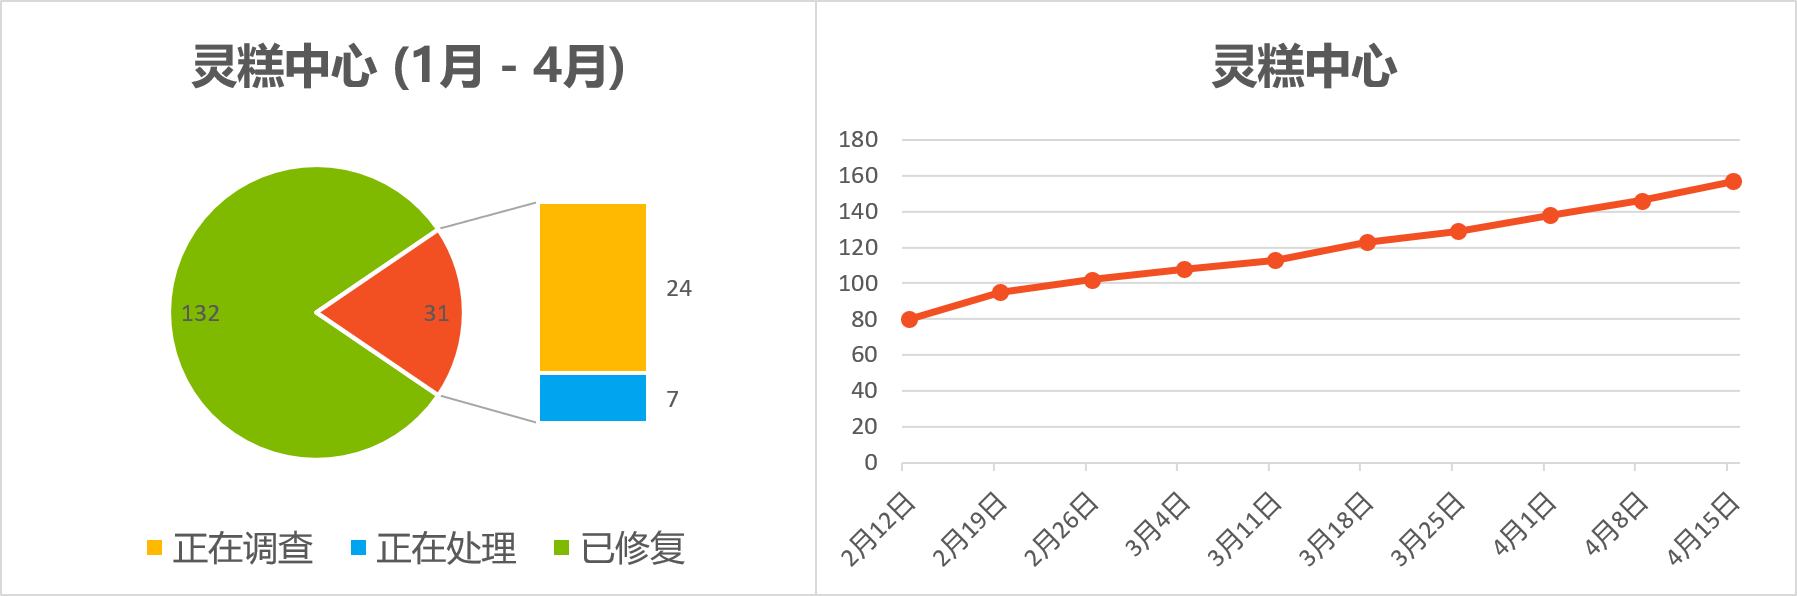 灵糕中心 (1月 - 4月)
132
31
24
7
正在调查
正在处理
已修复
灵糕中心
180
160
140
120
100
80
60
40
20
0
2月12日
2月19日
2月26日
3月4日
3月11日
3月18日
3月25日
4月1日
4月8日
4月15日